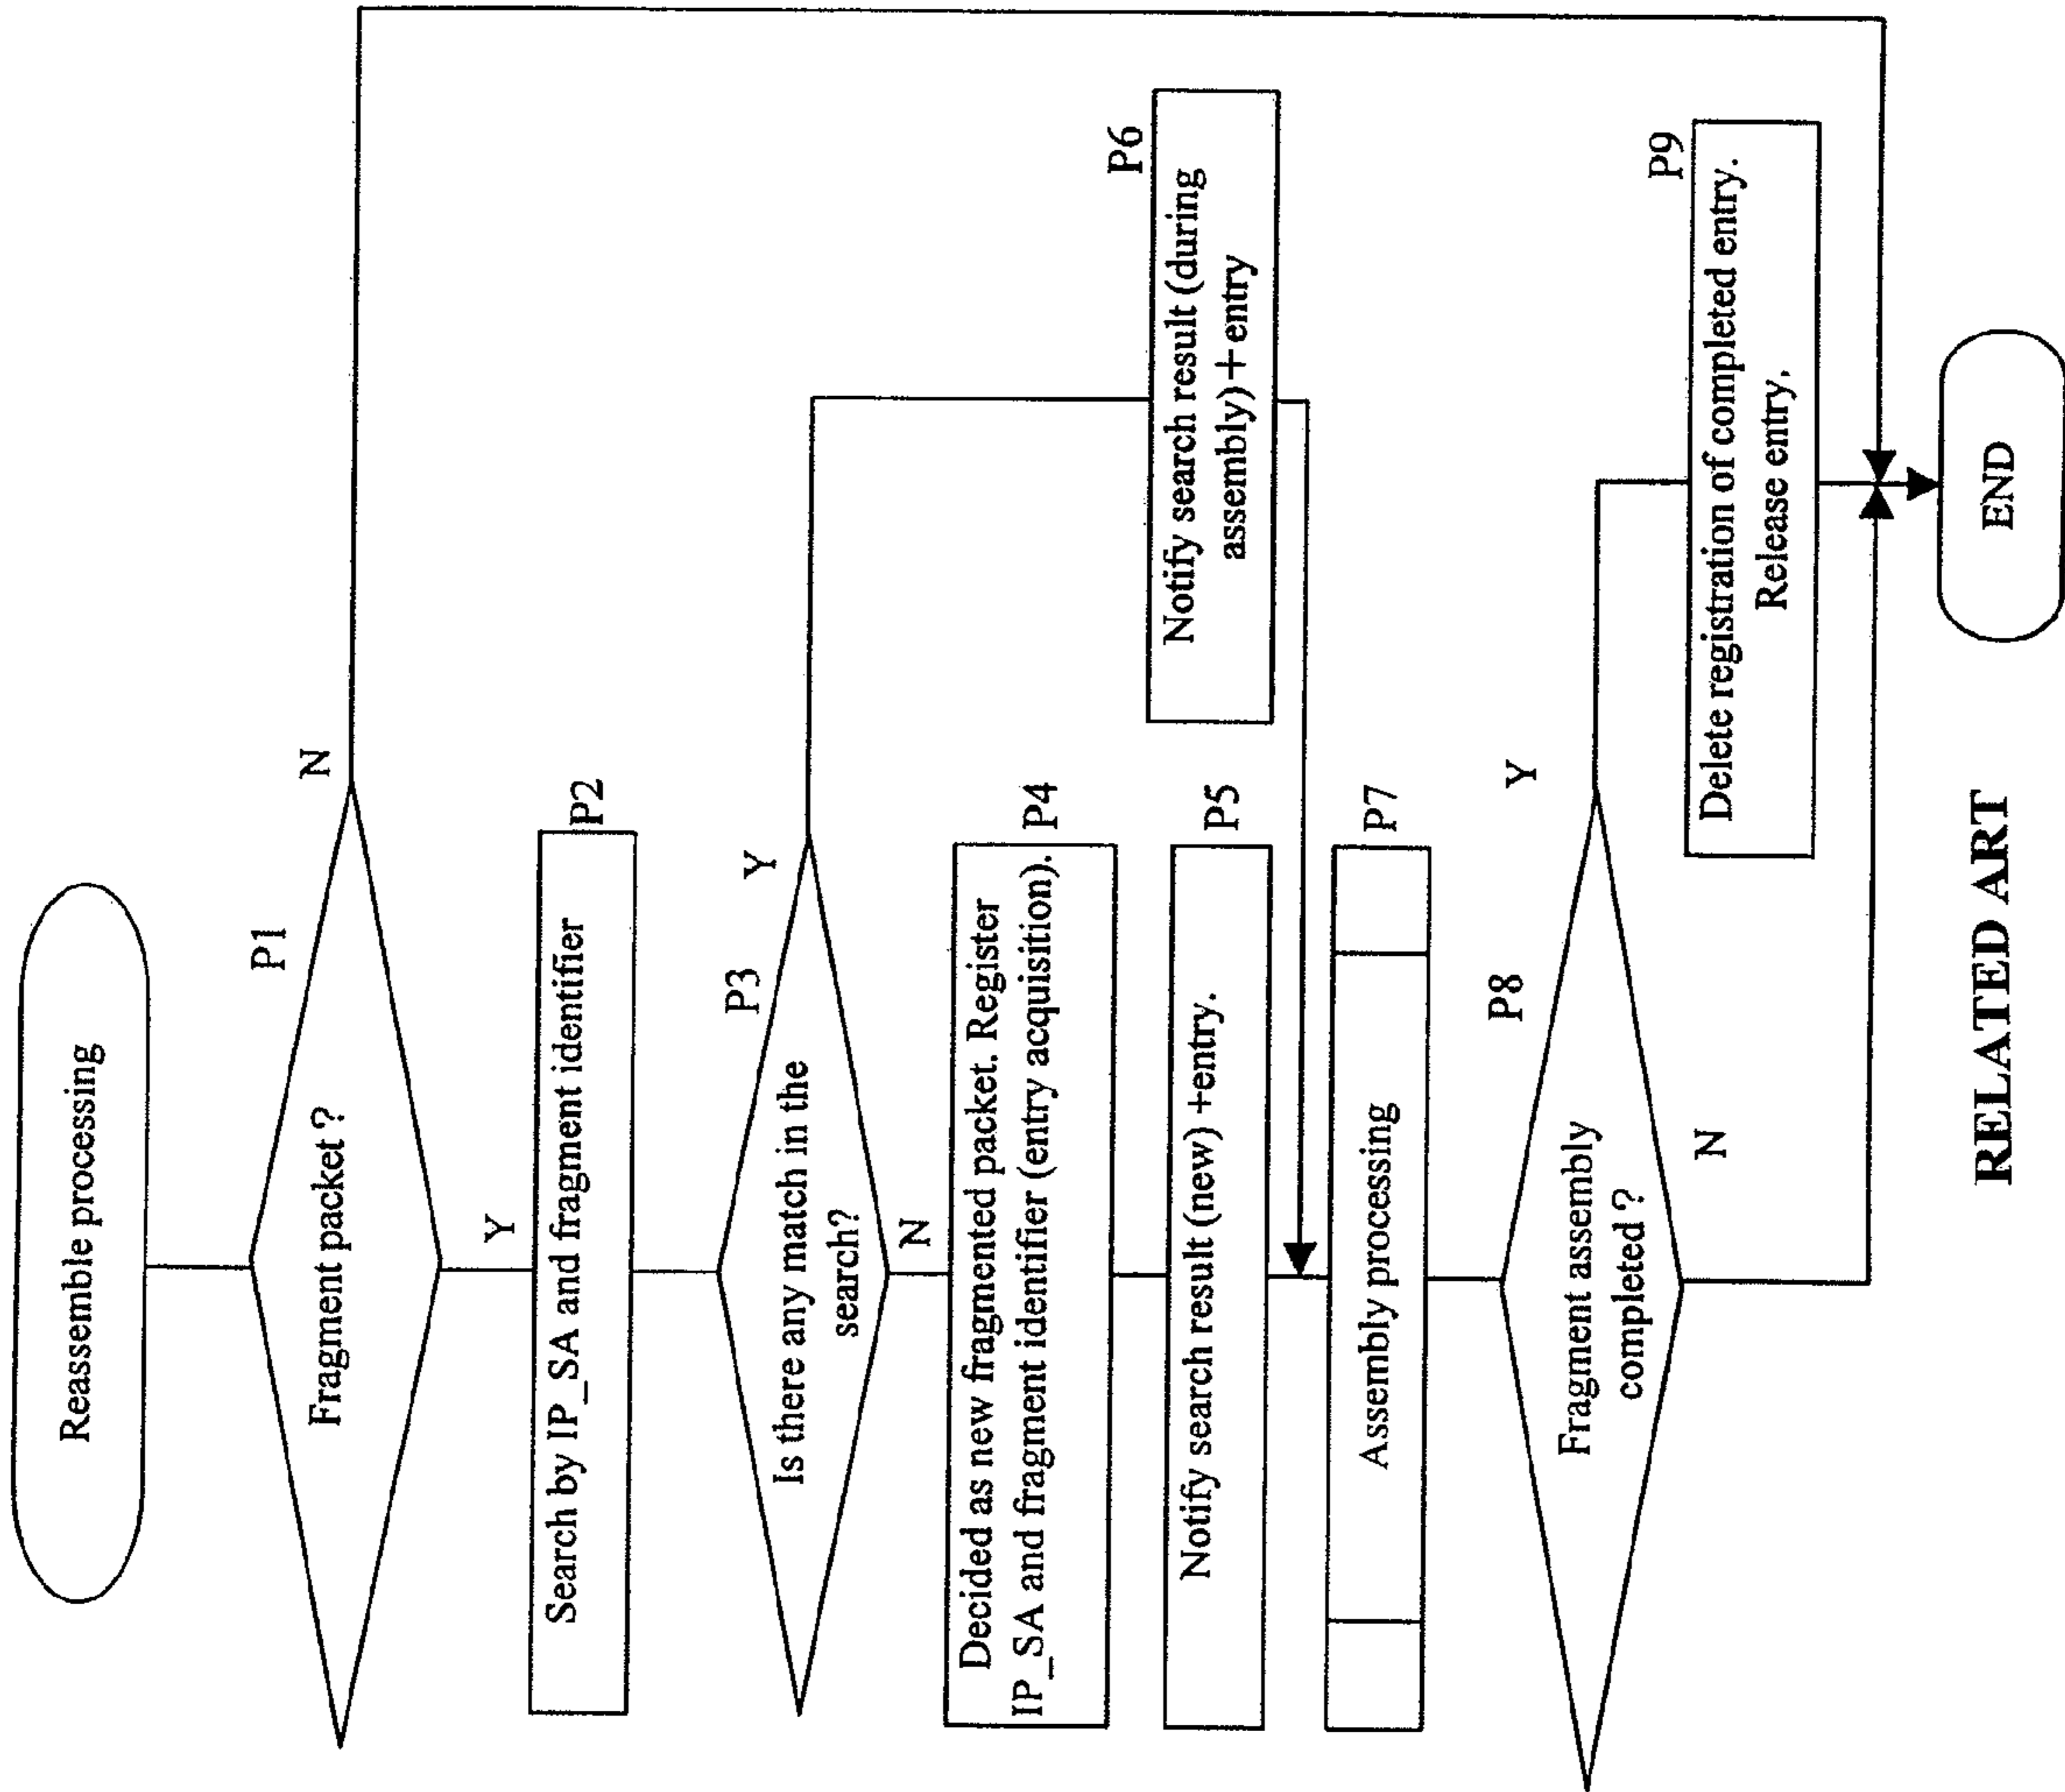 Reassemble processing
P1
Fragment packet?
N
Y
P2
Search by IP_SA and fragment identifier
P3
Is there any match in the
search?
Y
N
P4
Decided as new fragmented packet. Register
IP_SA and fragment identifier (entry acquisition).
P5
Notify search result (new) +entry.
P6
Notify search result (during
assembly)+entry
P7
Assembly processing
P8
Fragment assembly
completed?
Y
N
P9
Delete registration of completed entry.
Release entry.
END
RELATED ART